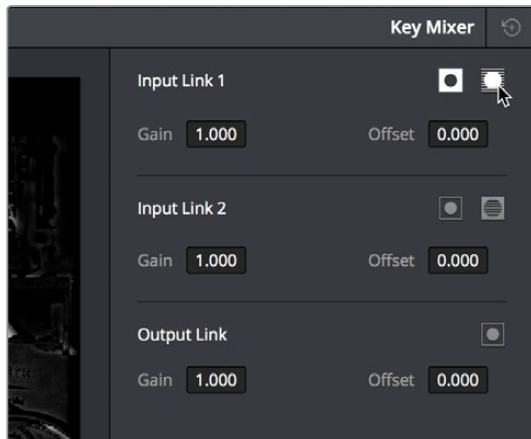 Key Mixer
Input Link 1
Gain 1.000 Offset 0.000
Input Link 2
Gain 1.000 Offset 0.000
Output Link
Gain 1.000 Offset 0.000